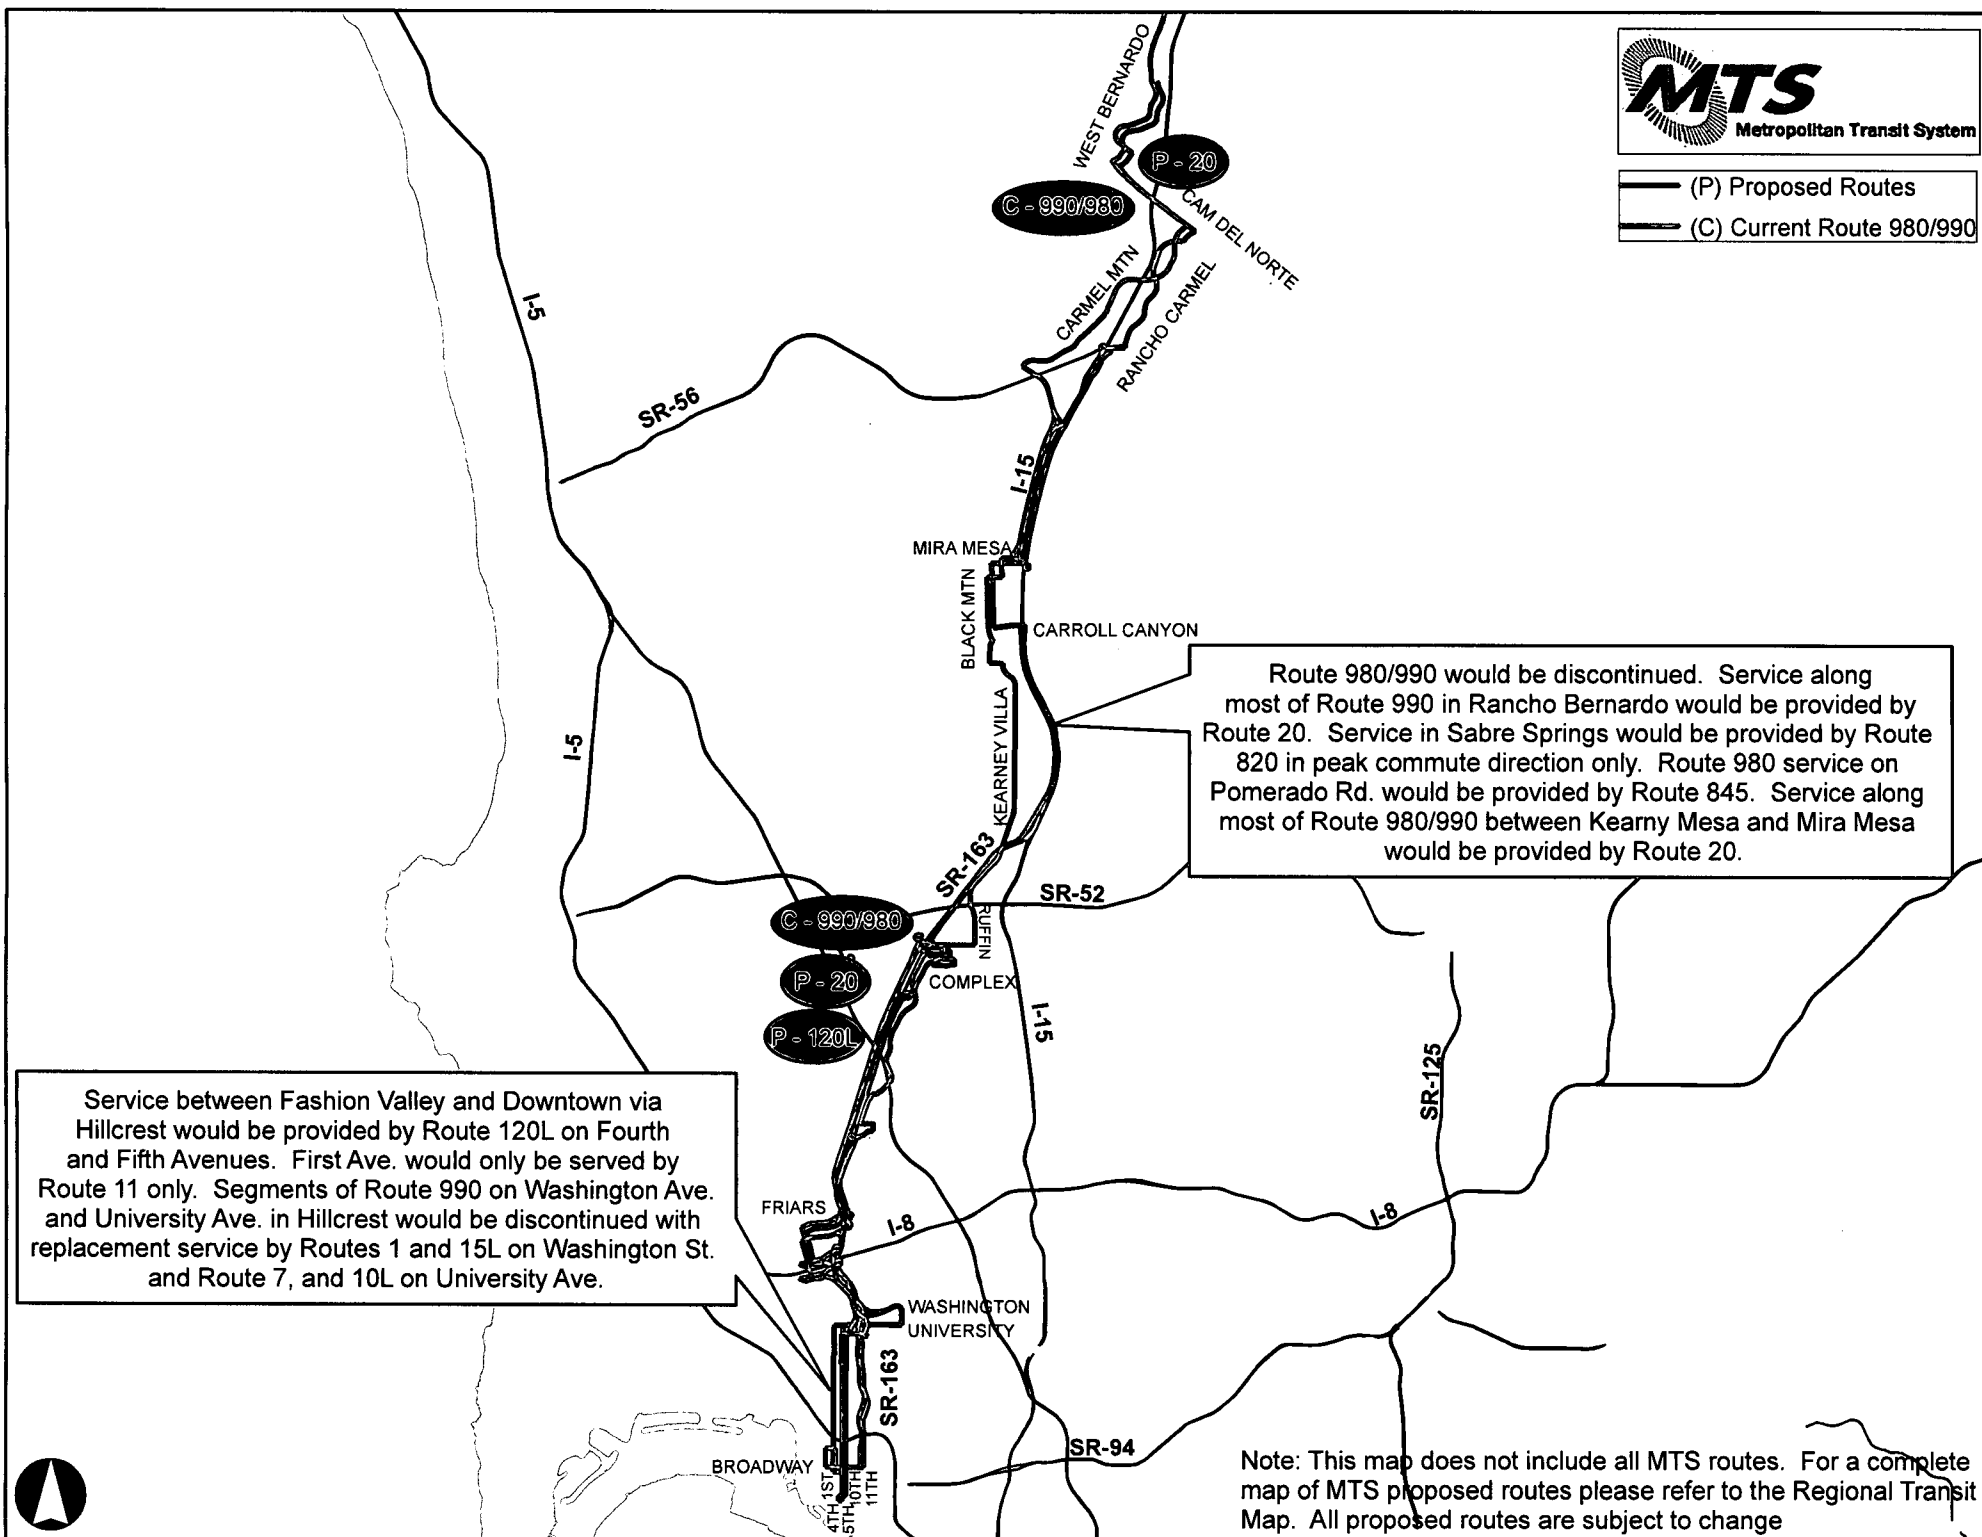 MTS
Metropolitan Transit System
(P) Proposed Routes
(C) Current Route 980/990
WEST BERNARDO
P - 20
C - 990/980
CAM DEL NORTE
CARMEL MTN
RANCHO CARMEL
I-5
SR-56
I-15
MIRA MESA
BLACK MTN
CARROLL CANYON
KEARNEY VILLA
I-5
Route 980/990 would be discontinued. Service along
most of Route 990 in Rancho Bernardo would be provided by
Route 20. Service in Sabre Springs would be provided by Route
820 in peak commute direction only. Route 980 service on
Pomerado Rd. would be provided by Route 845. Service along
most of Route 980/990 between Kearny Mesa and Mira Mesa
would be provided by Route 20.
SR-163
SR-52
C - 990/980
RUFFIN
P - 20
COMPLEX
P - 120L
I-15
SR-125
Service between Fashion Valley and Downtown via
Hillcrest would be provided by Route 120L on Fourth
and Fifth Avenues. First Ave. would only be served by
Route 11 only. Segments of Route 990 on Washington Ave.
and University Ave. in Hillcrest would be discontinued with
replacement service by Routes 1 and 15L on Washington St.
and Route 7, and 10L on University Ave.
FRIARS
I-8
I-8
WASHINGTON
UNIVERSITY
SR-163
SR-94
BROADWAY
1ST
4TH
5TH
10TH
11TH
Note: This map does not include all MTS routes. For a complete
map of MTS proposed routes please refer to the Regional Transit
Map. All proposed routes are subject to change